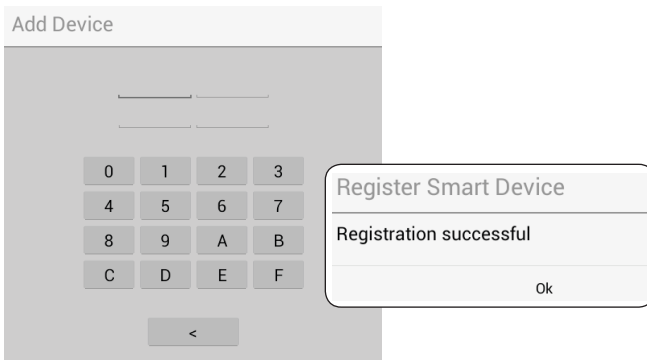 Add Device
0 1 2 3
4 5 6 7
8 9 A B
C D E F
<
Register Smart Device
Registration successful
Ok